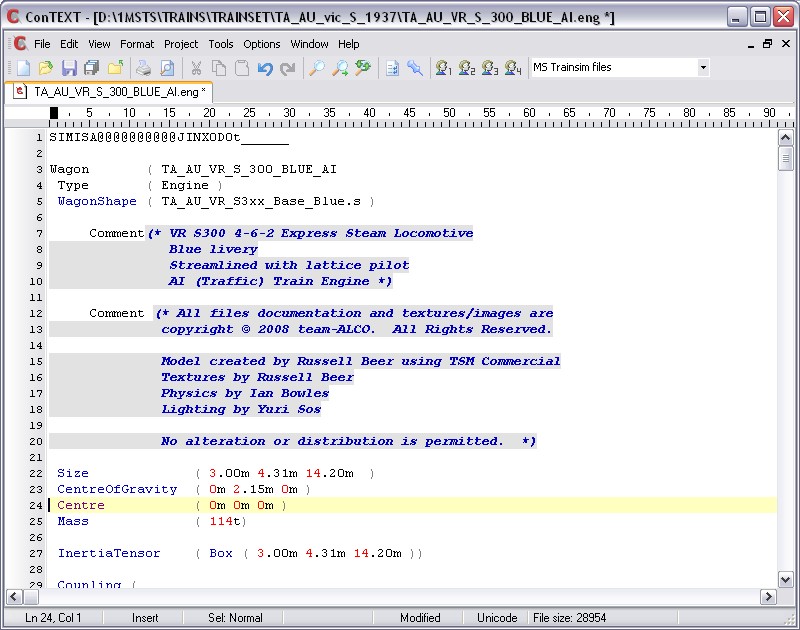 ConTEXT - [D:\1MSTS\TRAINS\TRAINSET\TA_AU_vic_S_1937\TA_AU_VR_S_300_BLUE_AI.eng *]
File Edit View Format Project Tools Options Window Help
1 2 3 4 MS Trainsim files
TA_AU_VR_S_300_BLUE_AI.eng *
5 10 15 20 25 30 35 40 45 50 55 60 65 70 75 80 85 90
1 SIMISA@@@@@@@@@@JINX0D0t______
2
3 Wagon ( TA_AU_VR_S_300_BLUE_AI
4 Type ( Engine )
5 WagonShape ( TA_AU_VR_S3xx_Base_Blue.s )
6
7 Comment (* VR S300 4-6-2 Express Steam Locomotive
8 Blue livery
9 Streamlined with lattice pilot
10 AI (Traffic) Train Engine *)
11
12 Comment (* All files documentation and textures/images are
13 copyright © 2008 team-ALCO. All Rights Reserved.
14
15 Model created by Russell Beer using TSM Commercial
16 Textures by Russell Beer
17 Physics by Ian Bowles
18 Lighting by Yuri Sos
19
20 No alteration or distribution is permitted. *)
21
22 Size ( 3.00m 4.31m 14.20m )
23 CentreOfGravity ( 0m 2.15m 0m )
24 Centre ( 0m 0m 0m )
25 Mass ( 114t)
26
27 InertiaTensor ( Box ( 3.00m 4.31m 14.20m ))
28
29 Coupling (
Ln 24, Col 1 Insert Sel: Normal Modified Unicode File size: 28954